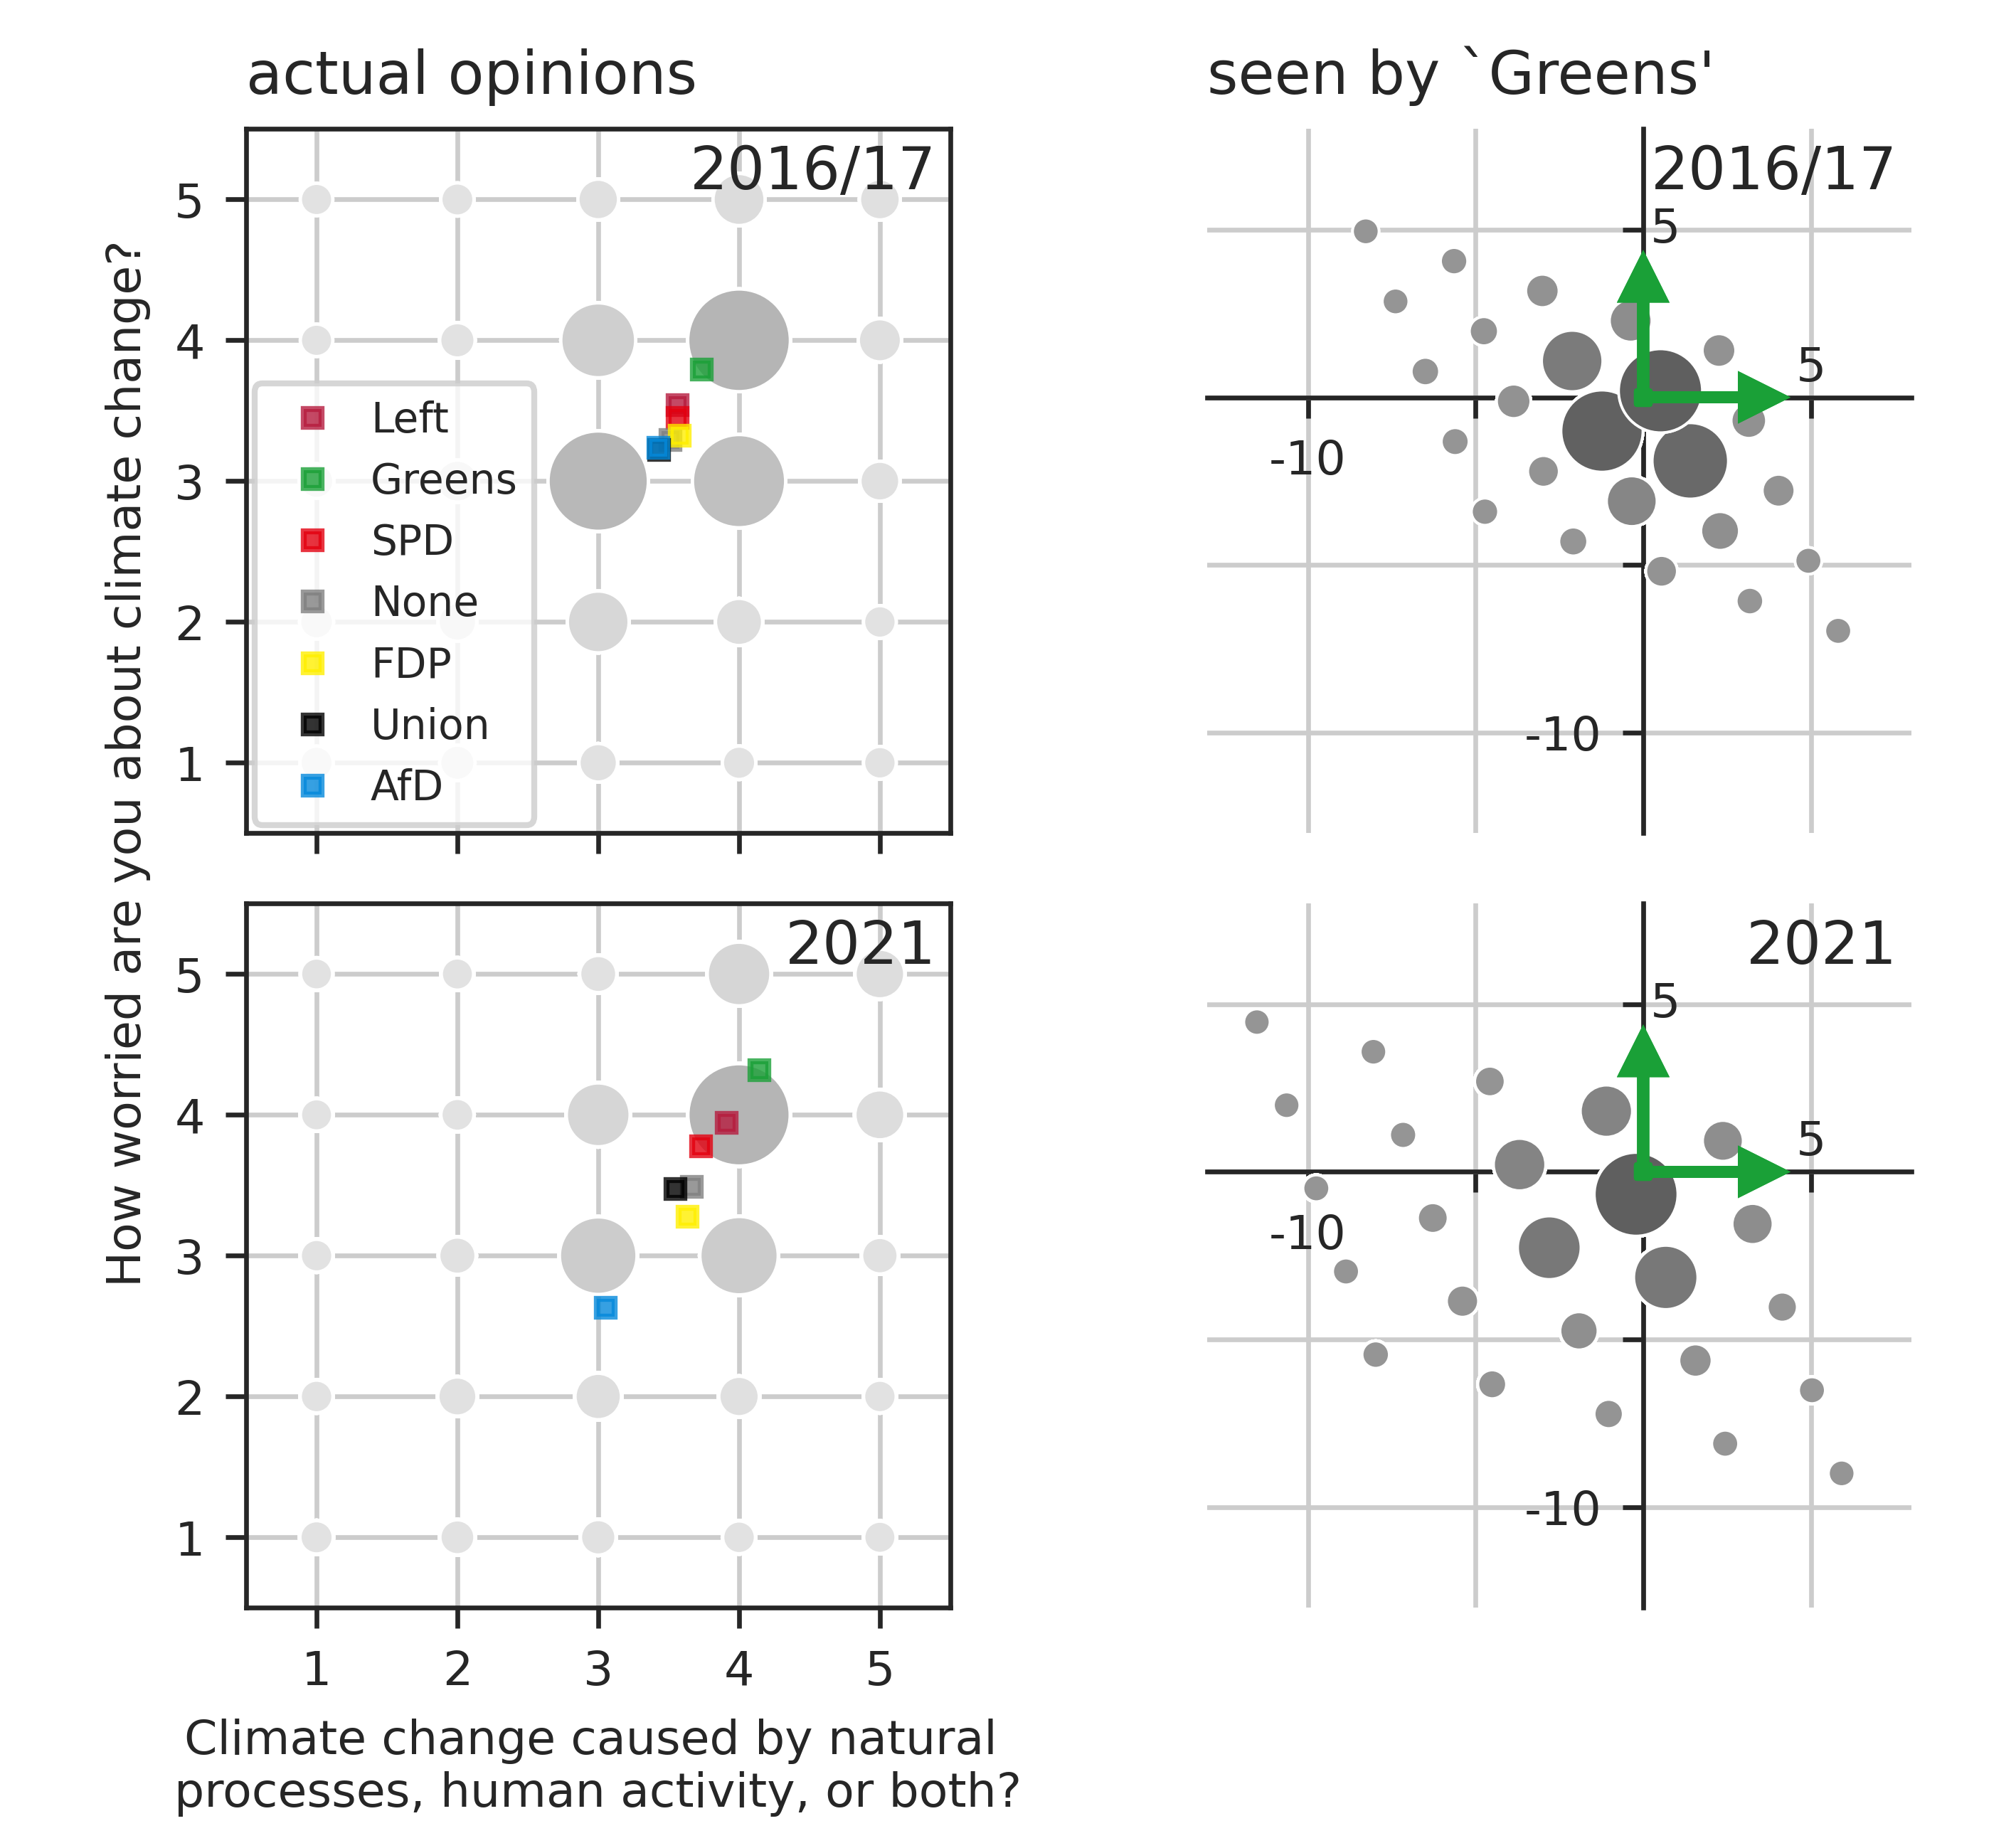 actual opinions
seen by `Greens'
2016/17
5
4
3
2
1
Left
Greens
SPD
None
FDP
Union
AfD
2016/17
5
5
-10
-10
How worried are you about climate change?
2021
5
4
3
2
1
1 2 3 4 5
Climate change caused by natural
processes, human activity, or both?
2021
5
5
-10
-10